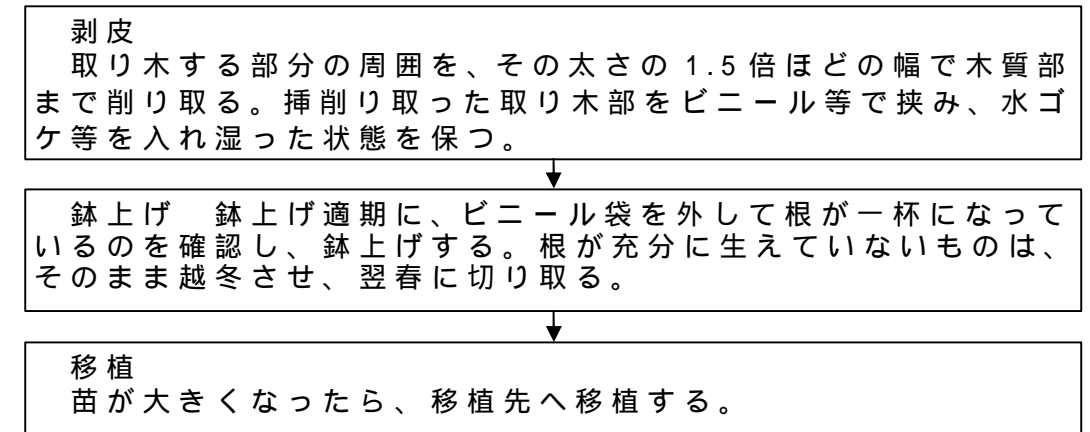 剥皮
取り木する部分の周囲を、その太さの 1.5 倍ほどの幅で木質部
まで削り取る。挿削り取った取り木部をビニール等で挟み、水ゴ
ケ等を入れ湿った状態を保つ。
鉢上げ　鉢上げ適期に、ビニール袋を外して根が一杯になって
いるのを確認し、鉢上げする。根が充分に生えていないものは、
そのまま越冬させ、翌春に切り取る。
移植
苗が大きくなったら、移植先へ移植する。